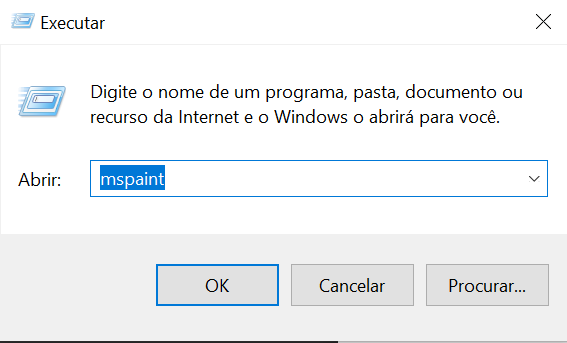 Executar
Digite o nome de um programa, pasta, documento ou
recurso da Internet e o Windows o abrirá para você.
Abrir: mspaint
OK Cancelar Procurar...